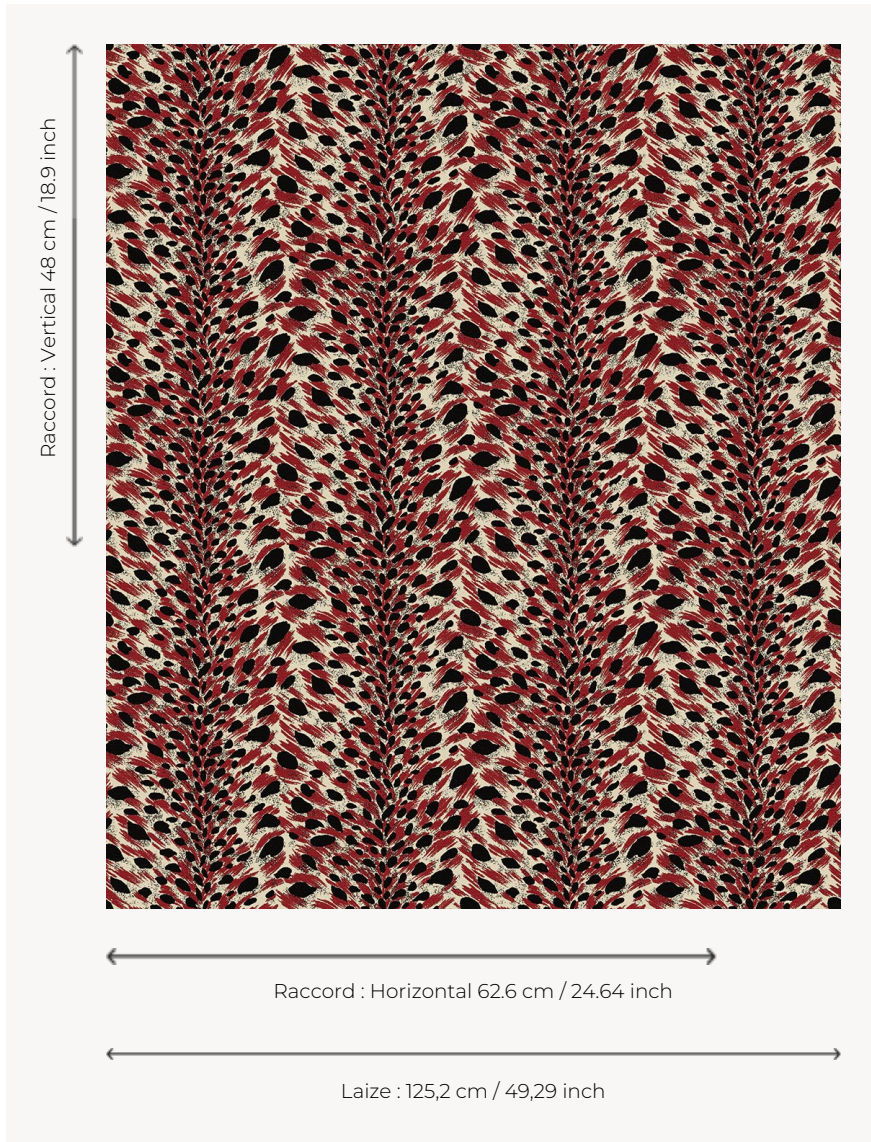 Raccord : Vertical 48 cm / 18.9 inch
Raccord : Horizontal 62.6 cm / 24.64 inch
Laize : 125,2 cm / 49,29 inch